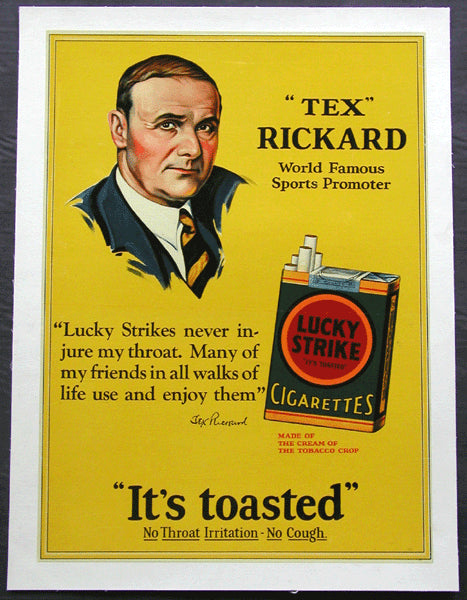 "TEX"
RICKARD
World Famous
Sports Promoter
"Lucky Strikes never in-
jure my throat. Many of
my friends in all walks of
life use and enjoy them"
Tex Rickard
LUCKY
STRIKE
"IT'S TOASTED"
CIGARETTES
MADE OF
THE CREAM OF
THE TOBACCO CROP
"It's toasted"
No Throat Irritation - No Cough.